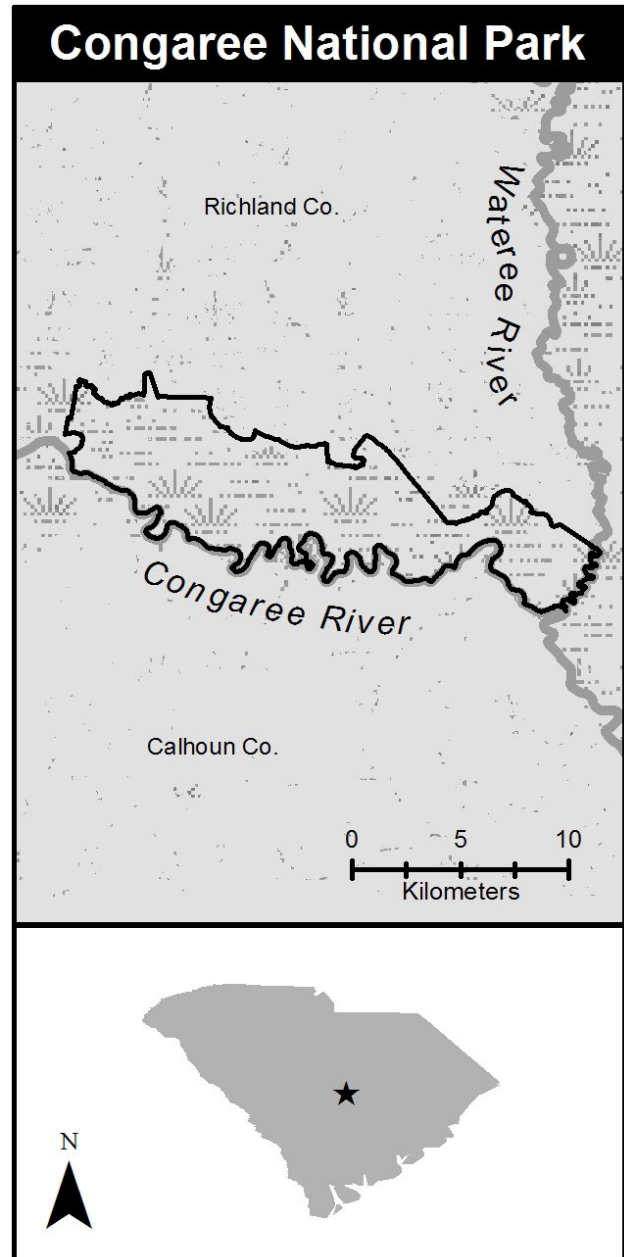 Congaree National Park
Richland Co.
Wateree River
Congaree River
Calhoun Co.
0 5 10
Kilometers
N